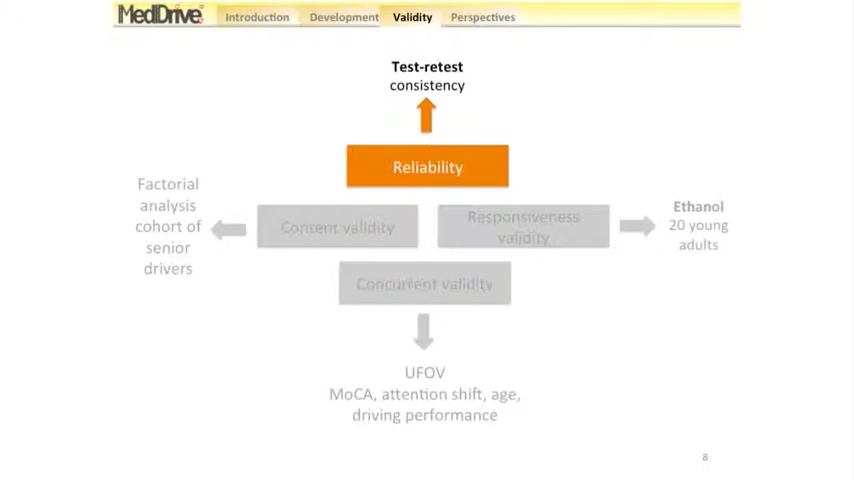 MedDrive Introduction Development Validity Perspectives
Test-retest
consistency
Reliability
Factorial
analysis
cohort of
senior
drivers
Content validity
Responsiveness
validity
Ethanol
20 young
adults
Concurrent validity
UFOV
MoCA, attention shift, age,
driving performance
8